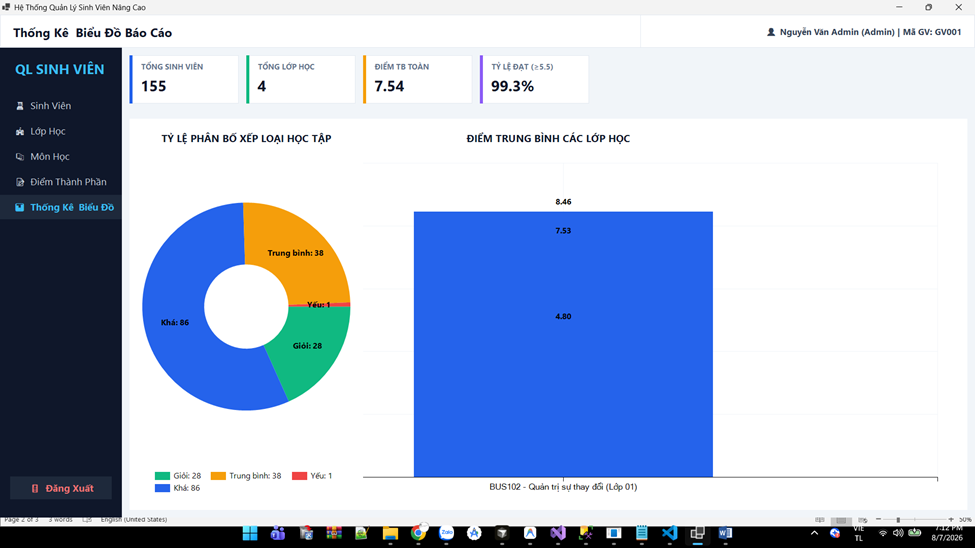 Hệ Thống Quản Lý Sinh Viên Nâng Cao
Thống Kê Biểu Đồ Báo Cáo
Nguyễn Văn Admin (Admin) | Mã GV: GV001
QL SINH VIÊN
Sinh Viên
Lớp Học
Môn Học
Điểm Thành Phần
Thống Kê Biểu Đồ
Đăng Xuất
TỔNG SINH VIÊN
155
TỔNG LỚP HỌC
4
ĐIỂM TB TOÀN
7.54
TỶ LỆ ĐẠT (≥5.5)
99.3%
TỶ LỆ PHÂN BỐ XẾP LOẠI HỌC TẬP
Trung bình: 38
Yếu: 1
Khá: 86
Giỏi: 28
Giỏi: 28
Trung bình: 38
Yếu: 1
Khá: 86
ĐIỂM TRUNG BÌNH CÁC LỚP HỌC
8.46
7.53
4.80
BUS102 - Quản trị sự thay đổi (Lớp 01)
Page 2 of 3 3 words English (United States)
50%
Zalo
VIE
TL
7:12 PM
8/7/2026